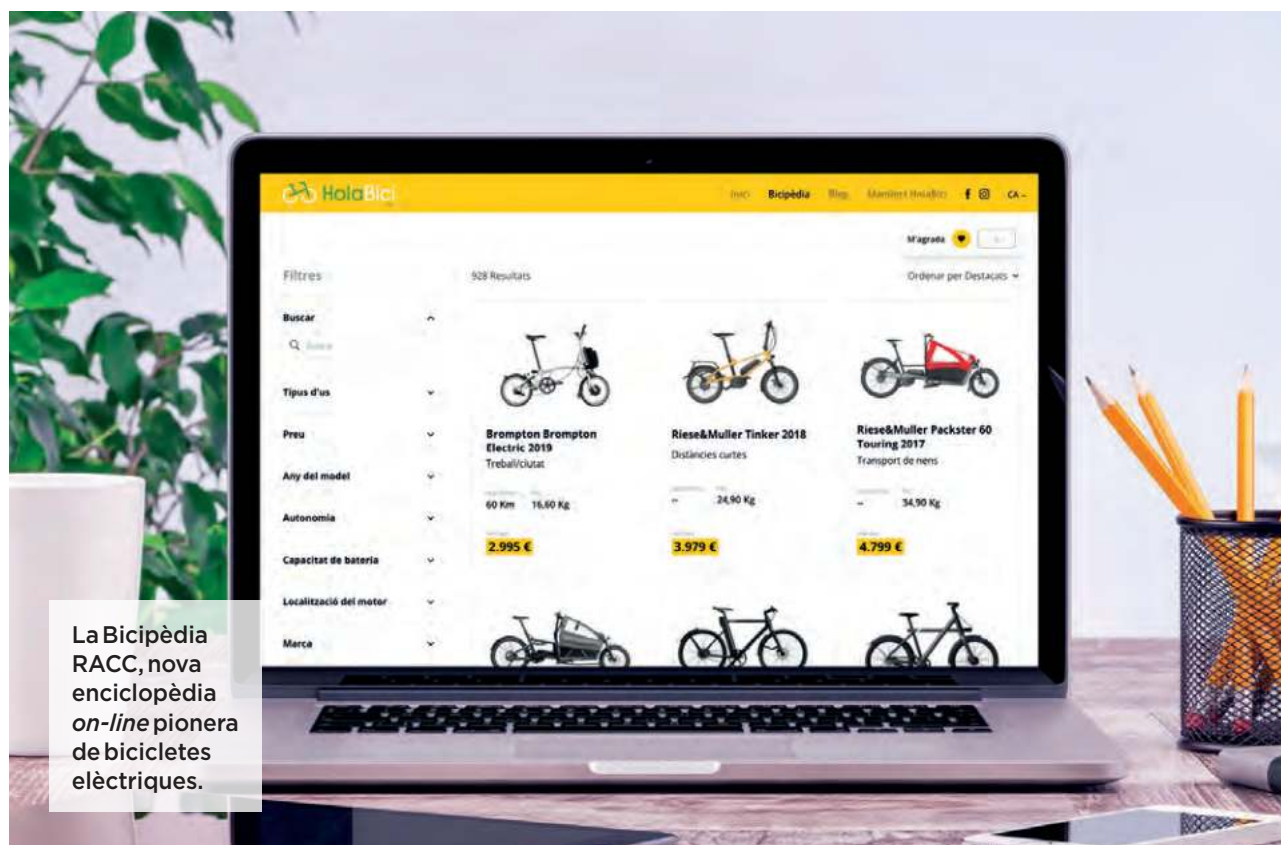 HolaBici
Inici Bicipèdia Blog Manifest HolaBici f CA
M'agrada
Filtres
928 Resultats
Ordenar per Destacats
Buscar
Tipus d'us
Preu
Any del model
Autonomia
Capacitat de bateria
Localització del motor
Marca
Brompton Brompton
Electric 2019
Treball/ciutat
60 Km 16,60 Kg
2.995 €
Riese&Muller Tinker 2018
Distàncies curtes
-- 24,90 Kg
3.979 €
Riese&Muller Packster 60
Touring 2017
Transport de nens
-- 34,90 Kg
4.799 €
La Bicipèdia
RACC, nova
enciclopèdia
on-line pionera
de bicicletes
elèctriques.